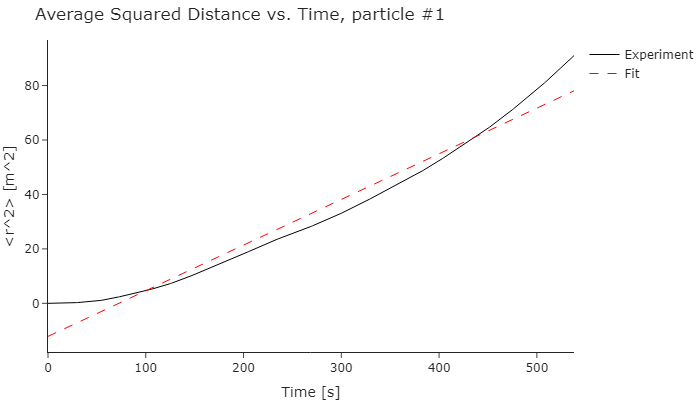 Average Squared Distance vs. Time, particle #1
Experiment
Fit
80
60
40
20
0
<r^2> [m^2]
0 100 200 300 400 500
Time [s]